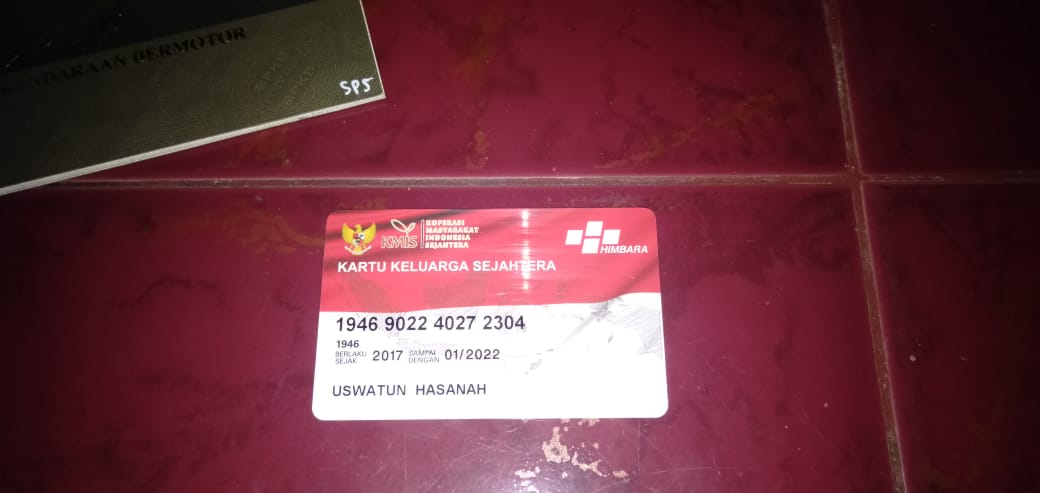 KENDARAAN BERMOTOR
SP5
KMIS
KOPERASI
MASYARAKAT
INDONESIA
SEJAHTERA
HIMBARA
KARTU KELUARGA SEJAHTERA
1946 9022 4027 2304
1946
BERLAKU SEJAK 2017 SAMPAI DENGAN 01/2022
USWATUN HASANAH